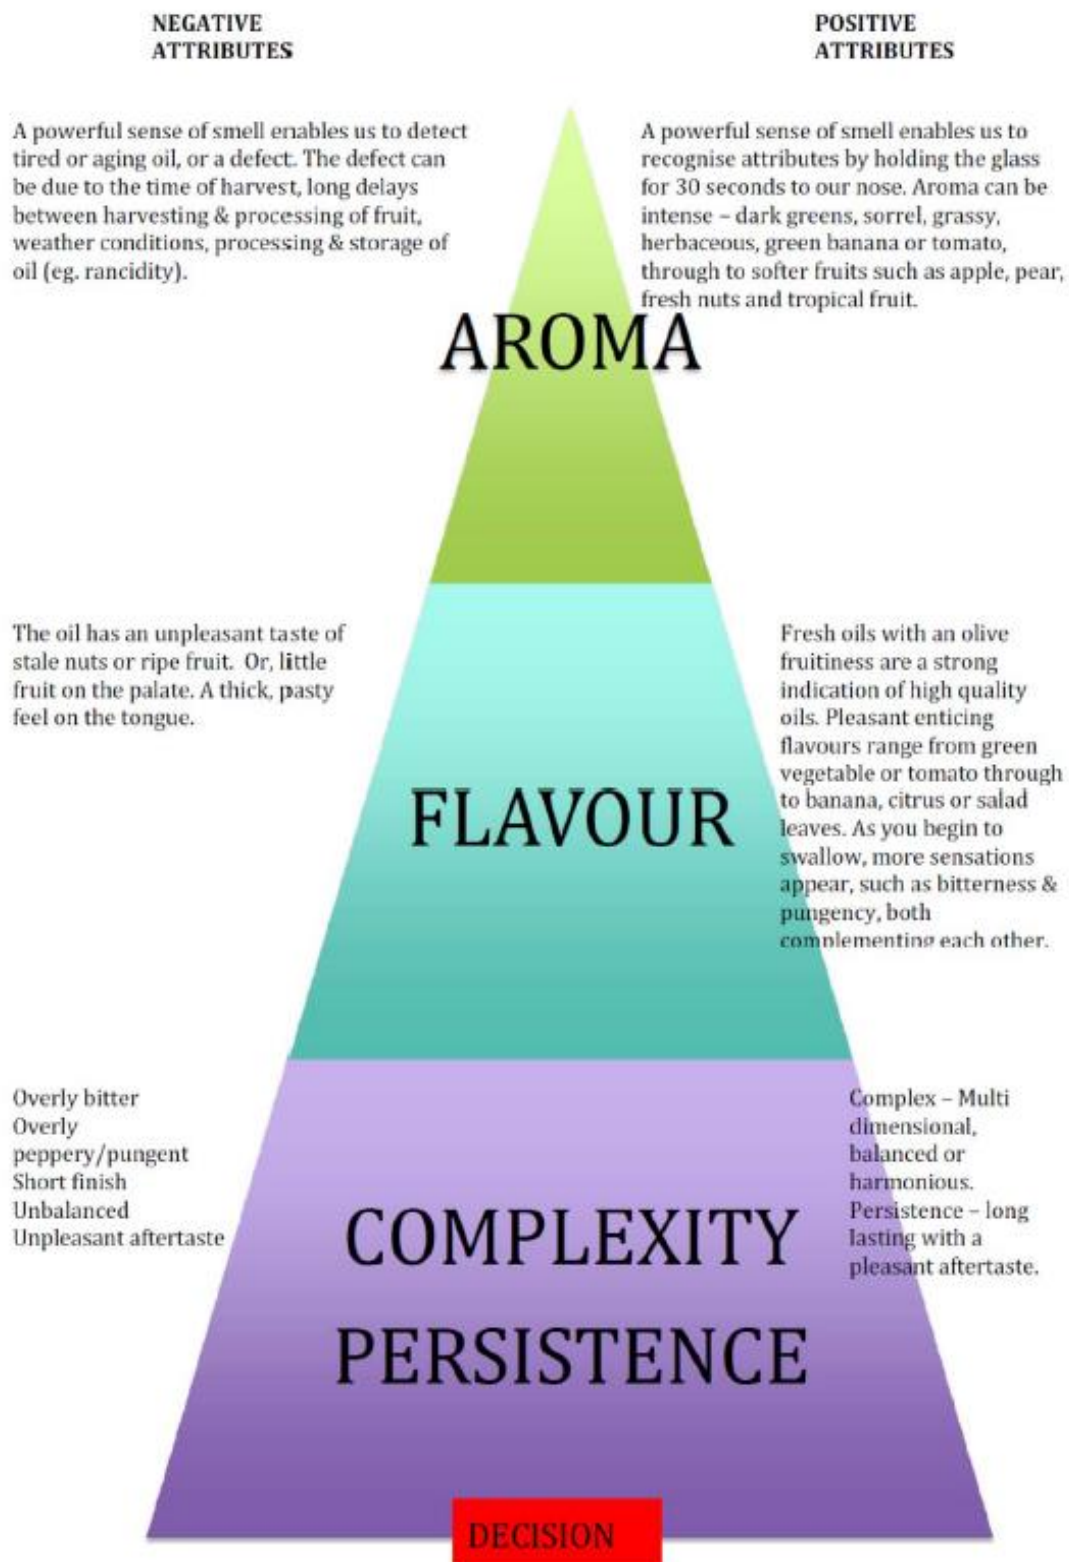 NEGATIVE
ATTRIBUTES
POSITIVE
ATTRIBUTES
A powerful sense of smell enables us to detect
tired or aging oil, or a defect. The defect can
be due to the time of harvest, long delays
between harvesting & processing of fruit,
weather conditions, processing & storage of
oil (eg. rancidity).
A powerful sense of smell enables us to
recognise attributes by holding the glass
for 30 seconds to our nose. Aroma can be
intense – dark greens, sorrel, grassy,
herbaceous, green banana or tomato,
through to softer fruits such as apple, pear,
fresh nuts and tropical fruit.
AROMA
The oil has an unpleasant taste of
stale nuts or ripe fruit. Or, little
fruit on the palate. A thick, pasty
feel on the tongue.
Fresh oils with an olive
fruitiness are a strong
indication of high quality
oils. Pleasant enticing
flavours range from green
vegetable or tomato through
to banana, citrus or salad
leaves. As you begin to
swallow, more sensations
appear, such as bitterness &
pungency, both
complementing each other.
FLAVOUR
Overly bitter
Overly
peppery/pungent
Short finish
Unbalanced
Unpleasant aftertaste
Complex – Multi
dimensional,
balanced or
harmonious.
Persistence – long
lasting with a
pleasant aftertaste.
COMPLEXITY
PERSISTENCE
DECISION